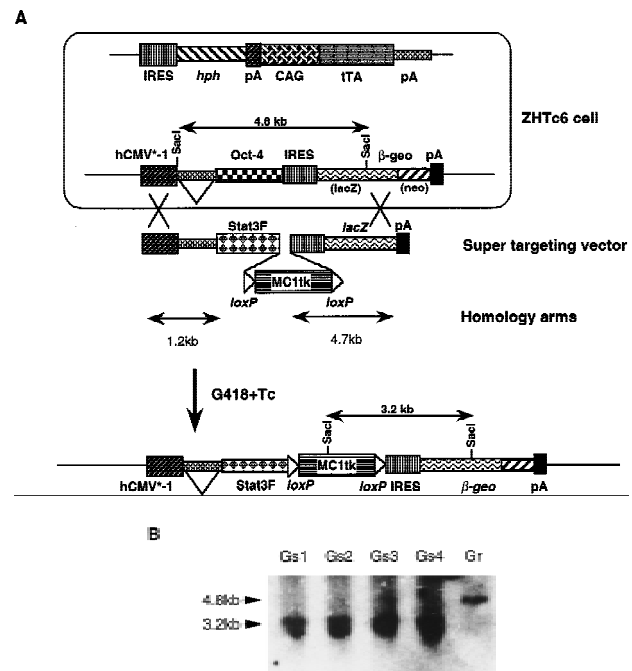 A
IRES hph pA CAG tTA pA
ZHTc6 cell
4.6 kb
SacI SacI
hCMV*-1 Oct-4 IRES β-geo pA
(lacZ) (neo)
Stat3F lacZ pA
Super targeting vector
MC1tk
loxP loxP
Homology arms
1.2kb 4.7kb
G418+Tc
3.2 kb
SacI SacI
MC1tk
hCMV*-1 Stat3F loxP loxP IRES β-geo pA
B
Gs1 Gs2 Gs3 Gs4 Gr
4.6kb
3.2kb